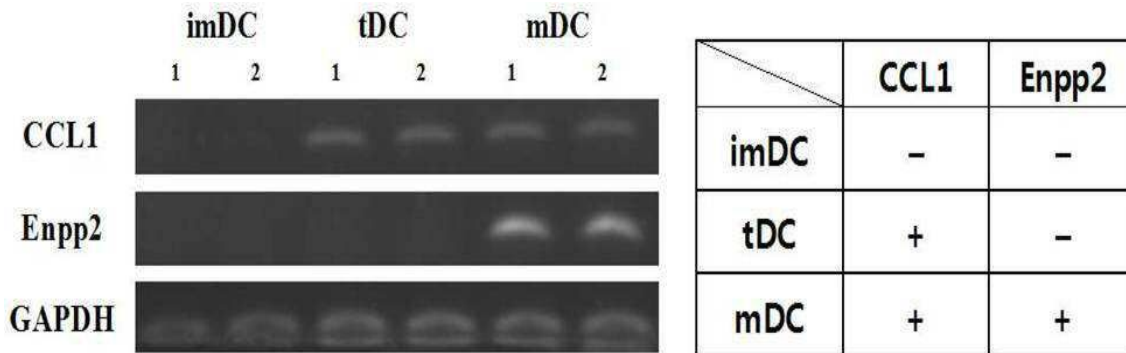 imDC tDC mDC
1 2 1 2 1 2
CCL1
Enpp2
GAPDH
CCL1 Enpp2
imDC – –
tDC + –
mDC + +